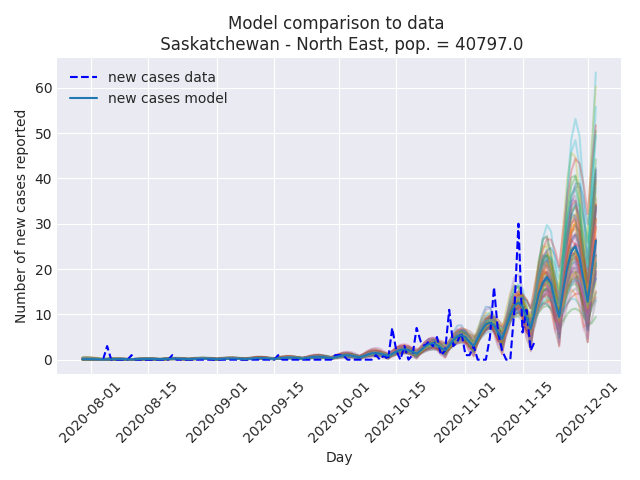 Model comparison to data
Saskatchewan - North East, pop. = 40797.0
new cases data
new cases model
Number of new cases reported
60
50
40
30
20
10
0
2020-08-01
2020-08-15
2020-09-01
2020-09-15
2020-10-01
2020-10-15
2020-11-01
2020-11-15
2020-12-01
Day